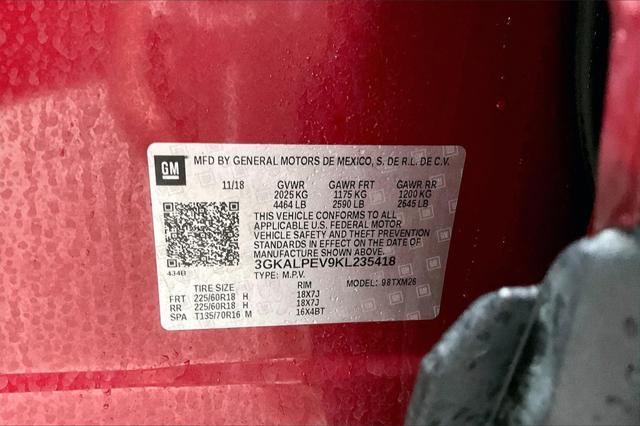 GM MFD BY GENERAL MOTORS DE MEXICO, S. DE R.L. DE C.V.
11/18 GVWR GAWR FRT GAWR RR
2025 KG 1175 KG 1200 KG
4464 LB 2590 LB 2645 LB
THIS VEHICLE CONFORMS TO ALL
APPLICABLE U.S. FEDERAL MOTOR
VEHICLE SAFETY AND THEFT PREVENTION
STANDARDS IN EFFECT ON THE DATE OF
MANUFACTURE SHOWN ABOVE.
434B 3GKALPEV9KL235418
TYPE: M.P.V. MODEL: 98TXM26
TIRE SIZE RIM
FRT 225/60R18 H 18X7J
RR 225/60R18 H 18X7J
SPA T135/70R16 M 16X4BT